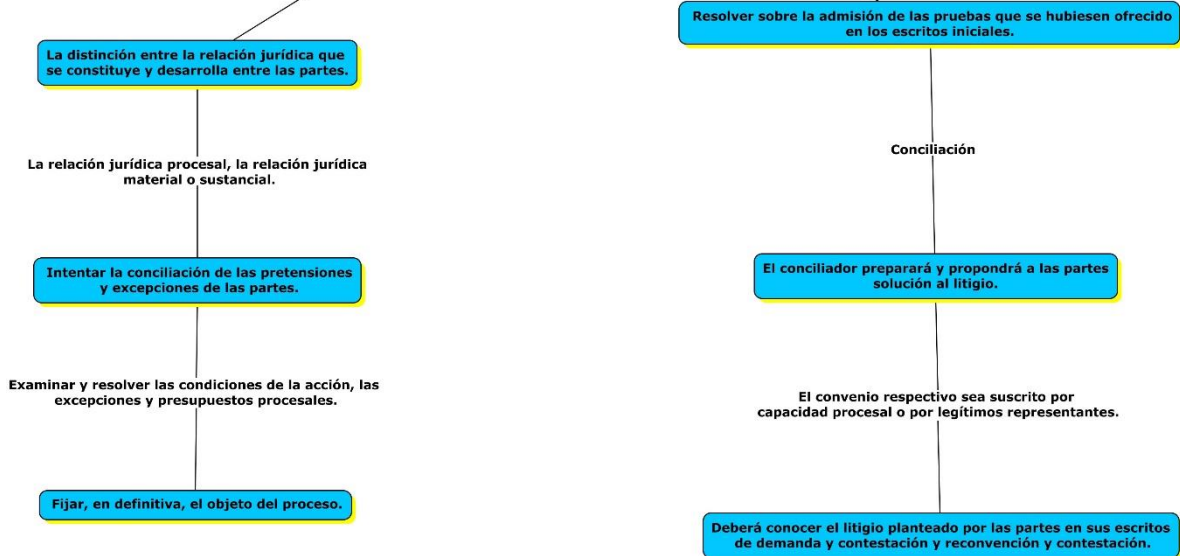 La distinción entre la relación jurídica que
se constituye y desarrolla entre las partes.
La relación jurídica procesal, la relación jurídica
material o sustancial.
Intentar la conciliación de las pretensiones
y excepciones de las partes.
Examinar y resolver las condiciones de la acción, las
excepciones y presupuestos procesales.
Fijar, en definitiva, el objeto del proceso.
Resolver sobre la admisión de las pruebas que se hubiesen ofrecido
en los escritos iniciales.
Conciliación
El conciliador preparará y propondrá a las partes
solución al litigio.
El convenio respectivo sea suscrito por
capacidad procesal o por legítimos representantes.
Deberá conocer el litigio planteado por las partes en sus escritos
de demanda y contestación y reconvención y contestación.